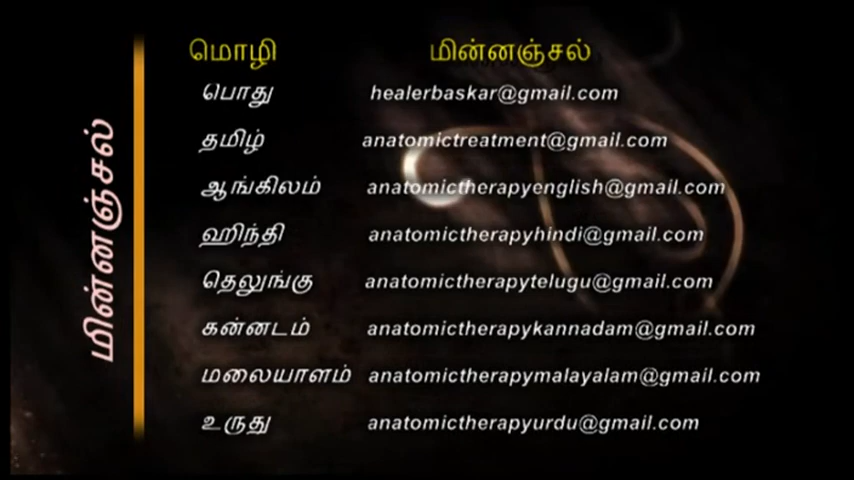 மின்னஞ்சல்
மொழி மின்னஞ்சல்
பொது healerbaskar@gmail.com
தமிழ் anatomictreatment@gmail.com
ஆங்கிலம் anatomictherapyenglish@gmail.com
ஹிந்தி anatomictherapyhindi@gmail.com
தெலுங்கு anatomictherapytelugu@gmail.com
கன்னடம் anatomictherapykannadam@gmail.com
மலையாளம் anatomictherapymalayalam@gmail.com
உருது anatomictherapyurdu@gmail.com